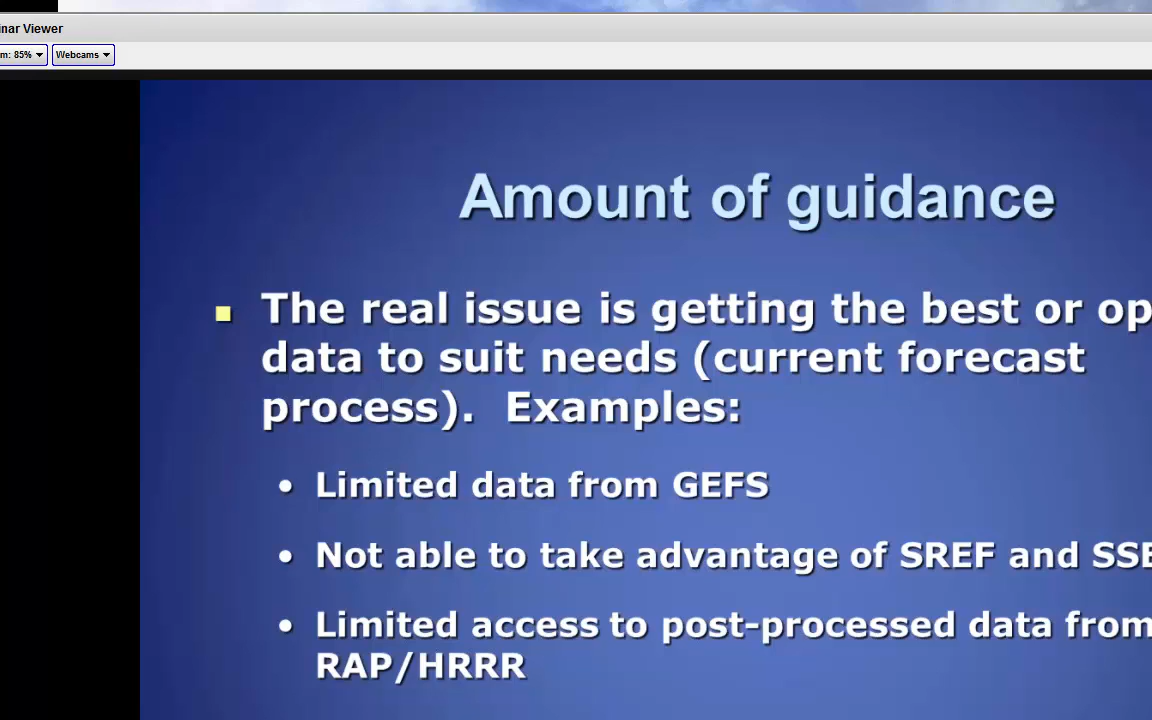 inar Viewer
m: 85% Webcams
Amount of guidance
The real issue is getting the best or op
data to suit needs (current forecast
process). Examples:
• Limited data from GEFS
• Not able to take advantage of SREF and SSE
• Limited access to post-processed data from
RAP/HRRR